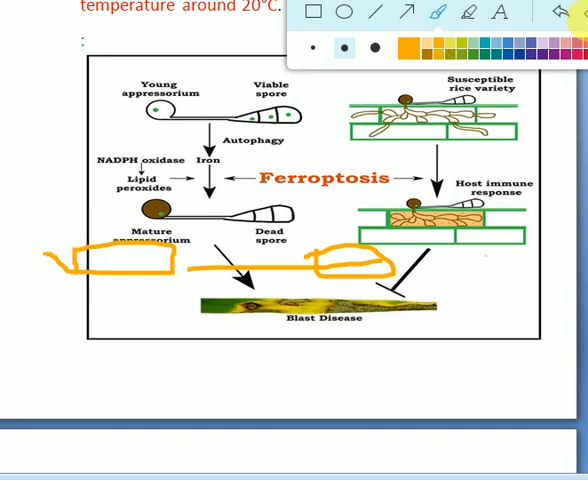 temperature around 20°C.
:
A
Young
appressorium
Viable
spore
Autophagy
NADPH oxidase
Iron
Lipid
peroxides
Ferroptosis
Mature
appressorium
Dead
spore
Susceptible
rice variety
Host immune
response
Blast Disease